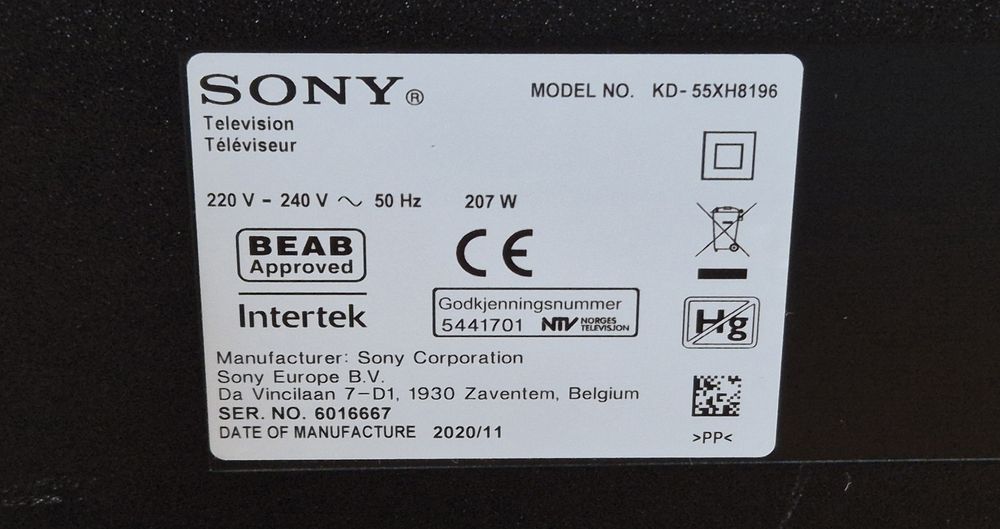 SONY®
MODEL NO. KD-55XH8196
Television
Téléviseur
220 V - 240 V ~ 50 Hz 207 W
BEAB
Approved
Intertek
CE
Godkjenningsnummer
5441701 NTV NORGES
TELEVISJON
Hg
Manufacturer: Sony Corporation
Sony Europe B.V.
Da Vincilaan 7-D1, 1930 Zaventem, Belgium
SER. NO. 6016667
DATE OF MANUFACTURE 2020/11
>PP<